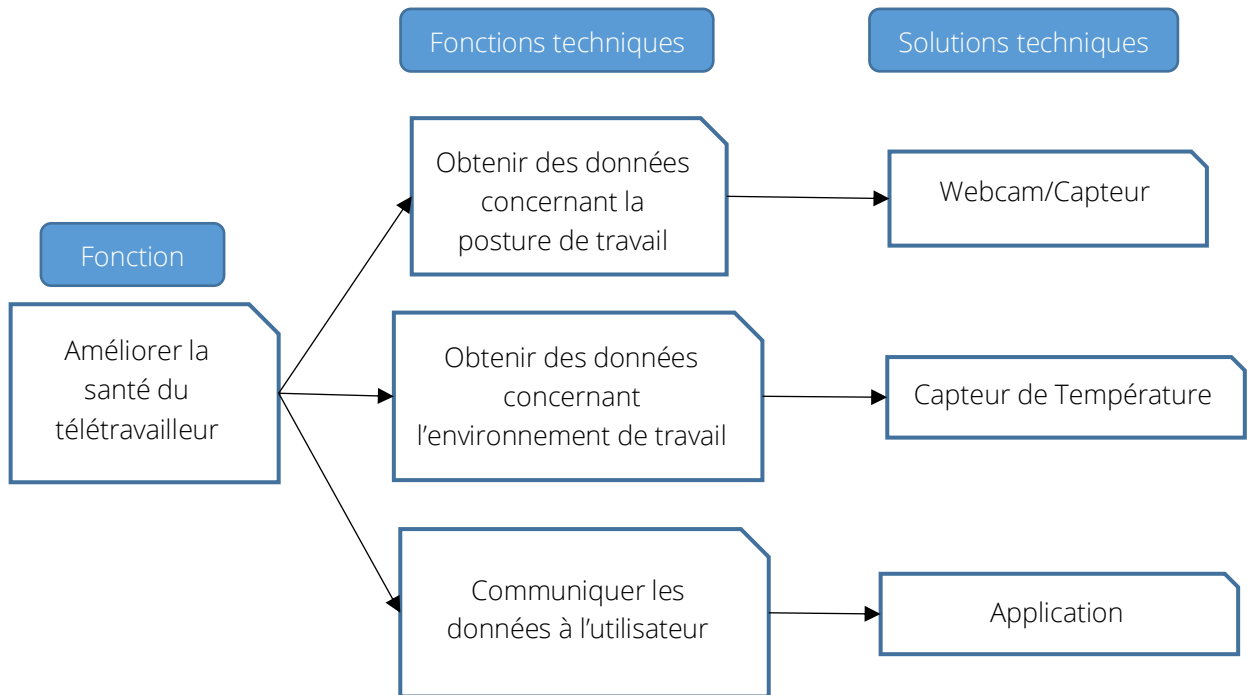 Fonctions techniques
Solutions techniques
Obtenir des données
concernant la
posture de travail
Webcam/Capteur
Fonction
Améliorer la
santé du
télétravailleur
Obtenir des données
concernant
l’environnement de travail
Capteur de Température
Communiquer les
données à l’utilisateur
Application